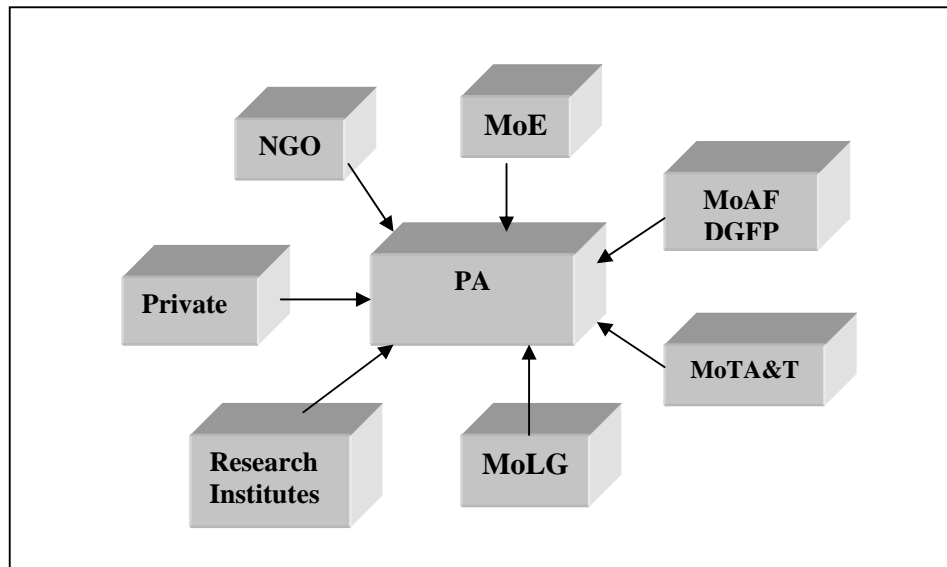 MoE
NGO
MoAF
DGFP
PA
Private
MoTA&T
Research
Institutes
MoLG